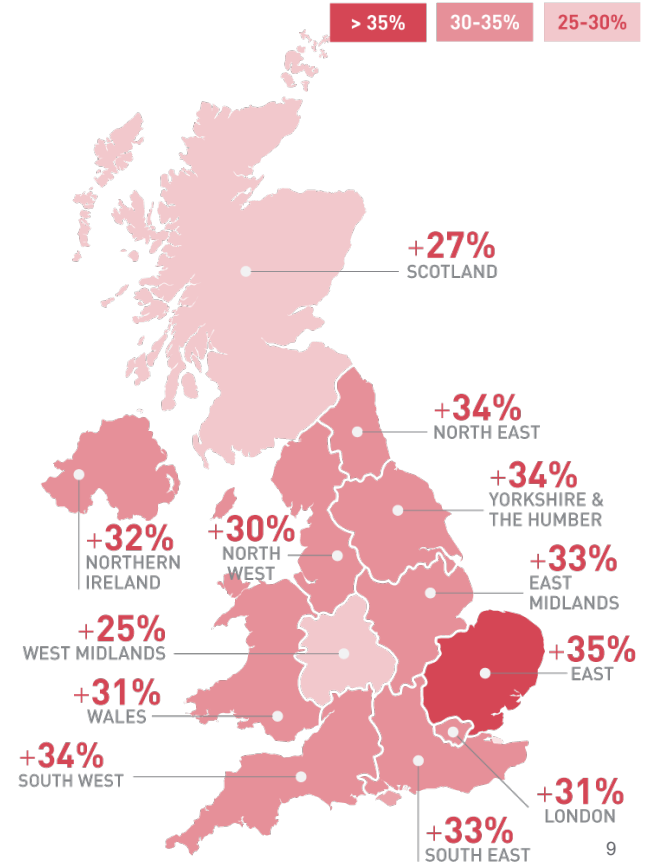 > 35%
30-35%
25-30%
+27%
SCOTLAND
+34%
NORTH EAST
+34%
YORKSHIRE &
THE HUMBER
+32%
NORTHERN
IRELAND
+30%
NORTH
WEST
+33%
EAST
MIDLANDS
+25%
WEST MIDLANDS
+35%
EAST
+31%
WALES
+34%
SOUTH WEST
+31%
LONDON
+33%
SOUTH EAST
9